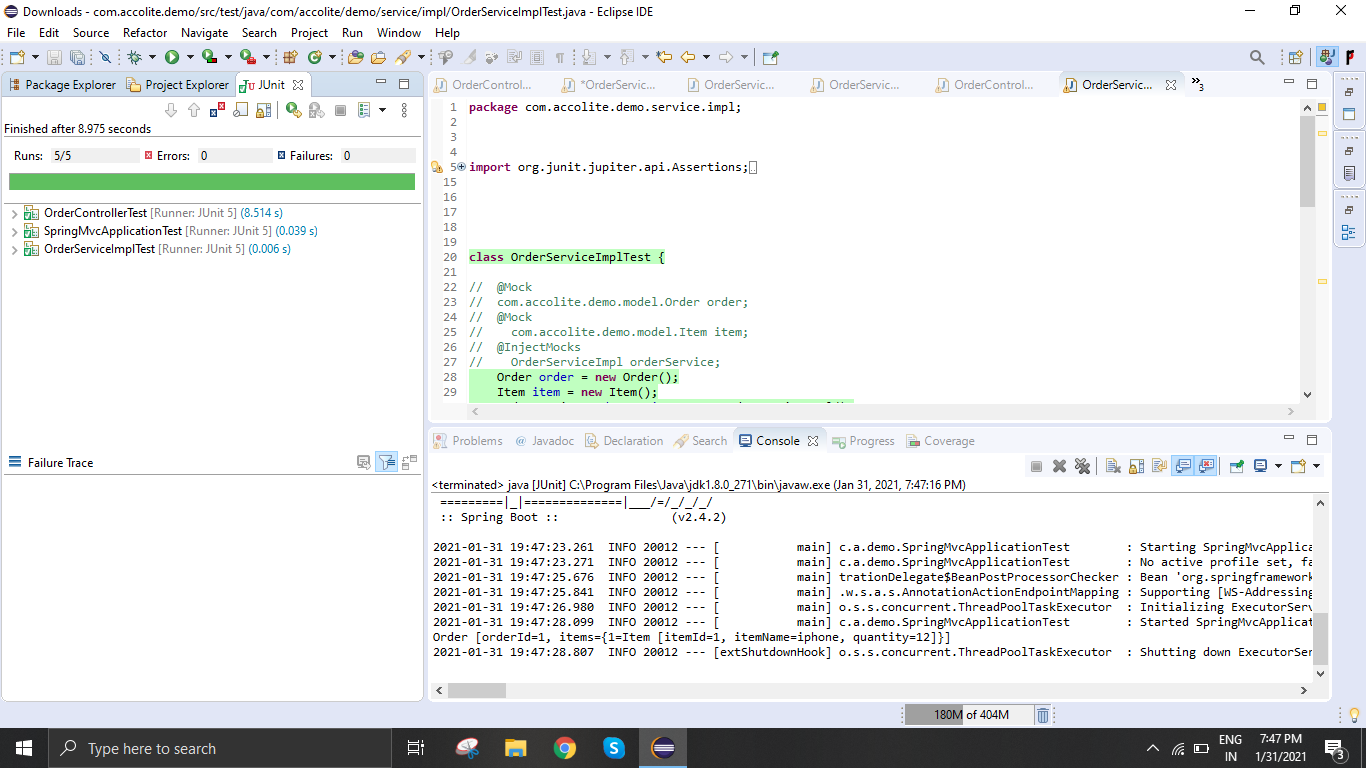 Downloads - com.accolite.demo/src/test/java/com/accolite/demo/service/impl/OrderServiceImplTest.java - Eclipse IDE
File Edit Source Refactor Navigate Search Project Run Window Help
Package Explorer Project Explorer JUnit
Finished after 8.975 seconds
Runs: 5/5 Errors: 0 Failures: 0
OrderControllerTest [Runner: JUnit 5] (8.514 s)
SpringMvcApplicationTest [Runner: JUnit 5] (0.039 s)
OrderServiceImplTest [Runner: JUnit 5] (0.006 s)
Failure Trace
OrderControl... *OrderServic... OrderServic... OrderServic... OrderControl... OrderServic... »3
1 package com.accolite.demo.service.impl;
2
3
4
5 import org.junit.jupiter.api.Assertions;
15
16
17
18
19
20 class OrderServiceImplTest {
21
22 // @Mock
23 // com.accolite.demo.model.Order order;
24 // @Mock
25 // com.accolite.demo.model.Item item;
26 // @InjectMocks
27 // OrderServiceImpl orderService;
28 Order order = new Order();
29 Item item = new Item();
Problems @ Javadoc Declaration Search Console Progress Coverage
<terminated> java [JUnit] C:\Program Files\Java\jdk1.8.0_271\bin\javaw.exe (Jan 31, 2021, 7:47:16 PM)
=========|_|==============|___/=/_/_/_/
:: Spring Boot :: (v2.4.2)
2021-01-31 19:47:23.261 INFO 20012 --- [ main] c.a.demo.SpringMvcApplicationTest : Starting SpringMvcApplica
2021-01-31 19:47:23.271 INFO 20012 --- [ main] c.a.demo.SpringMvcApplicationTest : No active profile set, fa
2021-01-31 19:47:25.676 INFO 20012 --- [ main] trationDelegate$BeanPostProcessorChecker : Bean 'org.springframework
2021-01-31 19:47:25.841 INFO 20012 --- [ main] .w.s.a.s.AnnotationActionEndpointMapping : Supporting [WS-Addressing
2021-01-31 19:47:26.980 INFO 20012 --- [ main] o.s.s.concurrent.ThreadPoolTaskExecutor : Initializing ExecutorServ
2021-01-31 19:47:28.099 INFO 20012 --- [ main] c.a.demo.SpringMvcApplicationTest : Started SpringMvcApplicat
Order [orderId=1, items={1=Item [itemId=1, itemName=iphone, quantity=12]}]
2021-01-31 19:47:28.807 INFO 20012 --- [extShutdownHook] o.s.s.concurrent.ThreadPoolTaskExecutor : Shutting down ExecutorSer
180M of 404M
Type here to search
ENG
IN
7:47 PM
1/31/2021
3